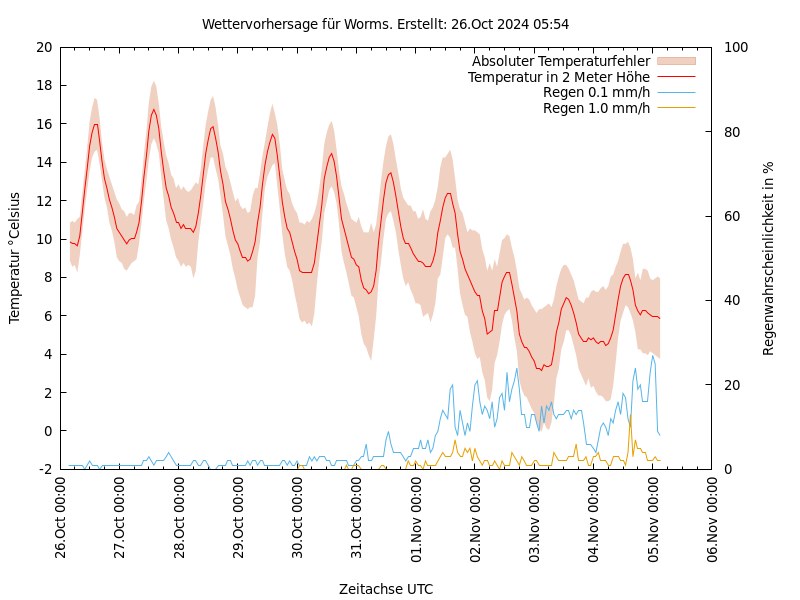 Wettervorhersage für Worms. Erstellt: 26.Oct 2024 05:54
Absoluter Temperaturfehler
Temperatur in 2 Meter Höhe
Regen 0.1 mm/h
Regen 1.0 mm/h
Temperatur °Celsius
20
18
16
14
12
10
8
6
4
2
0
-2
Regenwahrscheinlichkeit in %
100
80
60
40
20
0
26.Oct 00:00
27.Oct 00:00
28.Oct 00:00
29.Oct 00:00
30.Oct 00:00
31.Oct 00:00
01.Nov 00:00
02.Nov 00:00
03.Nov 00:00
04.Nov 00:00
05.Nov 00:00
06.Nov 00:00
Zeitachse UTC